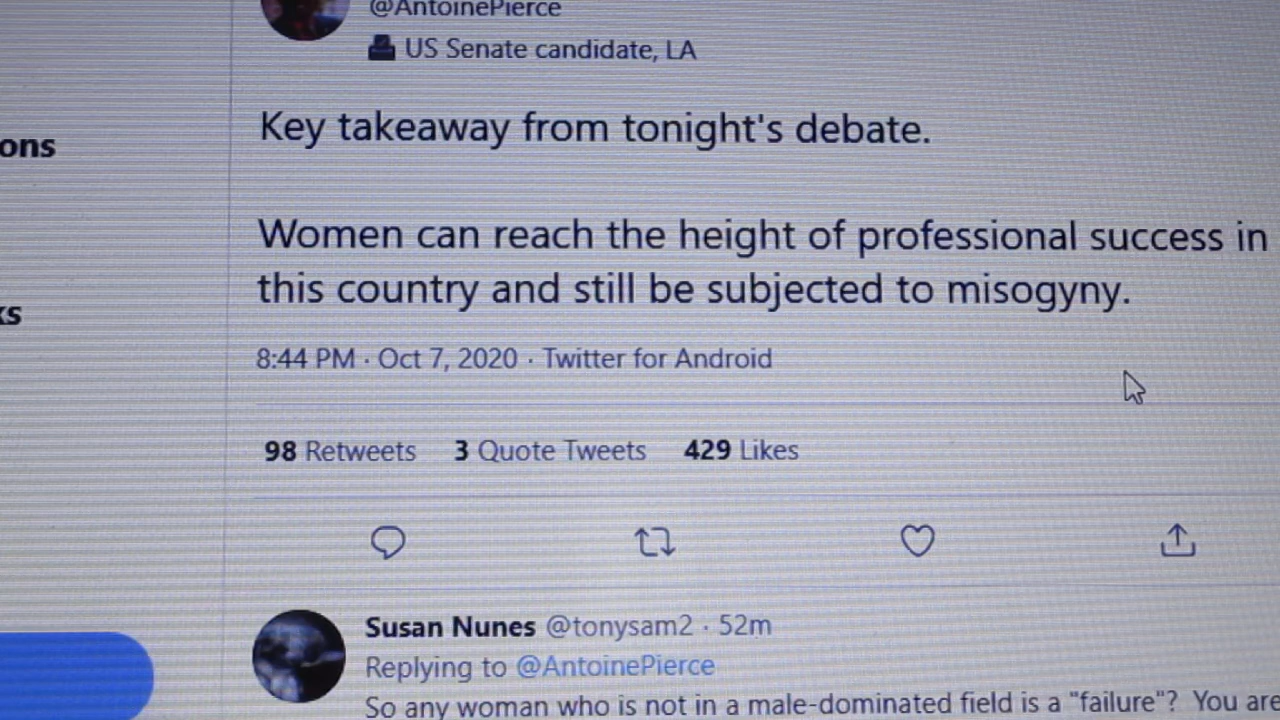 @AntoinePierce
US Senate candidate, LA
ons
Key takeaway from tonight's debate.
Women can reach the height of professional success in
this country and still be subjected to misogyny.
ks
8:44 PM · Oct 7, 2020 · Twitter for Android
98 Retweets 3 Quote Tweets 429 Likes
Susan Nunes @tonysam2 · 52m
Replying to @AntoinePierce
So any woman who is not in a male-dominated field is a "failure"? You are